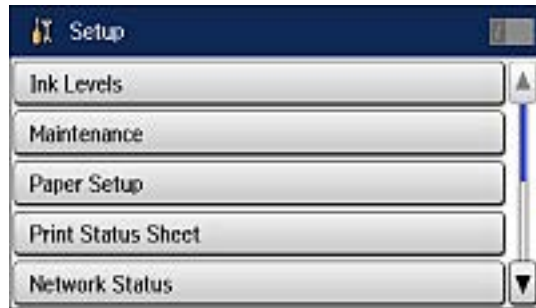 Setup
Ink Levels
Maintenance
Paper Setup
Print Status Sheet
Network Status